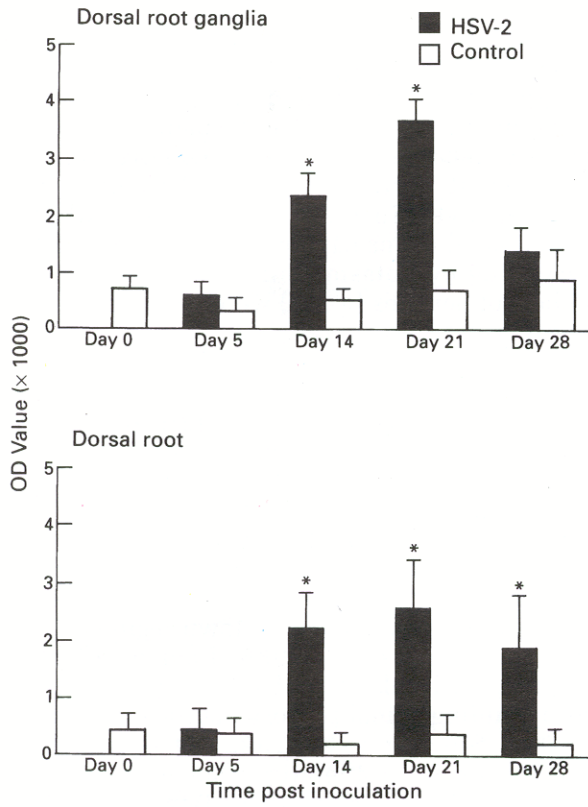 Dorsal root ganglia
HSV-2
Control
5
4
3
2
1
0
*
*
Day 0 Day 5 Day 14 Day 21 Day 28
OD Value (× 1000)
Dorsal root
5
4
3
2
1
0
*
*
*
Day 0 Day 5 Day 14 Day 21 Day 28
Time post inoculation